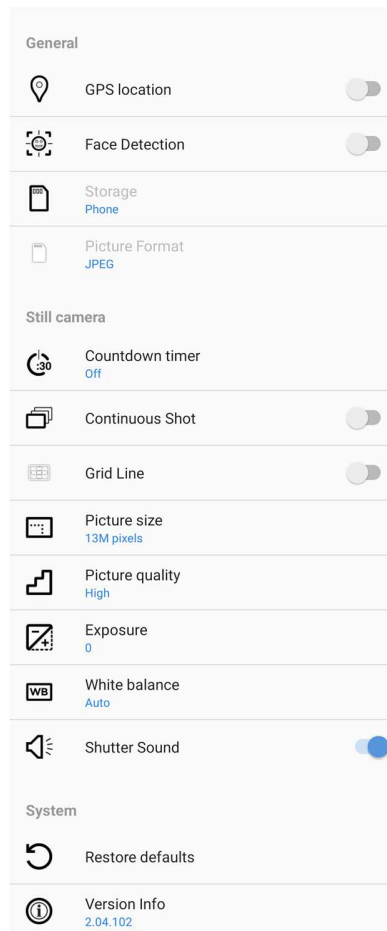 General
GPS location
Face Detection
Storage
Phone
Picture Format
JPEG
Still camera
Countdown timer
:30
Off
Continuous Shot
Grid Line
Picture size
13M pixels
Picture quality
High
Exposure
0
WB
White balance
Auto
Shutter Sound
System
Restore defaults
Version Info
2.04.102